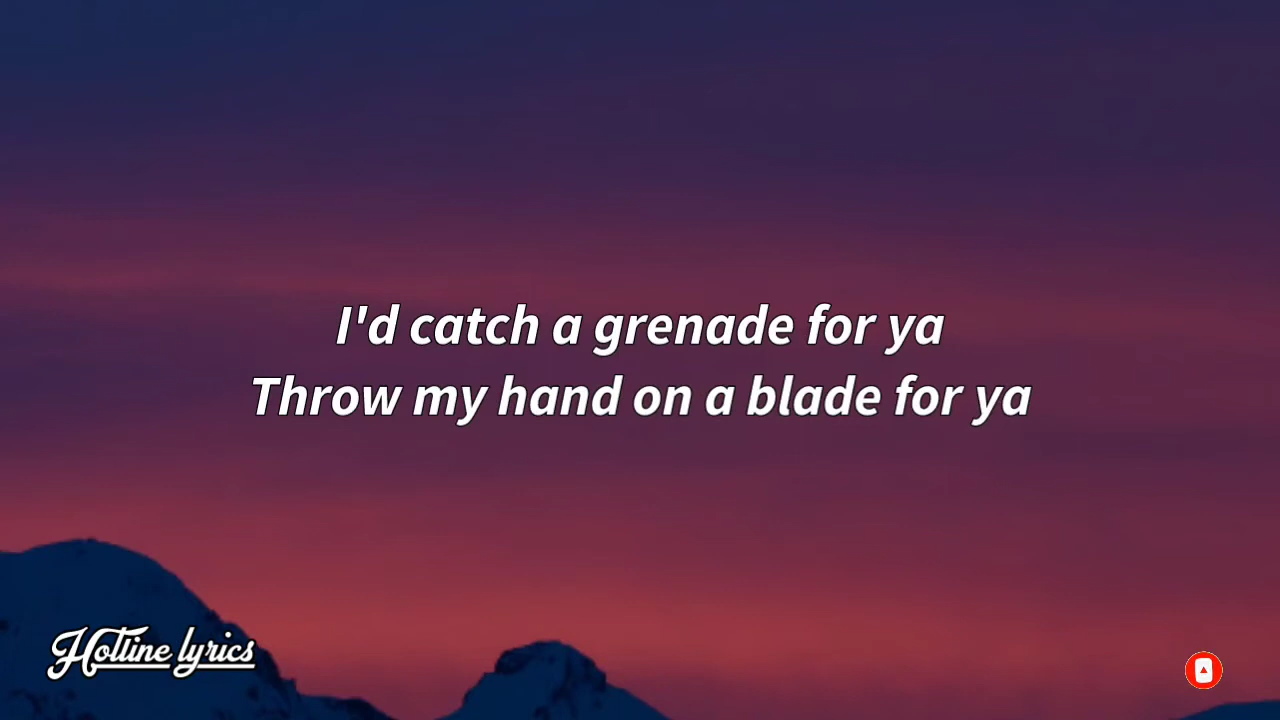 I'd catch a grenade for ya
Throw my hand on a blade for ya
Hotline lyrics